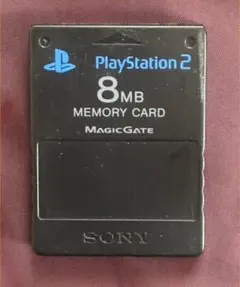 PlayStation 2
8MB
MEMORY CARD
MAGICGATE
SONY